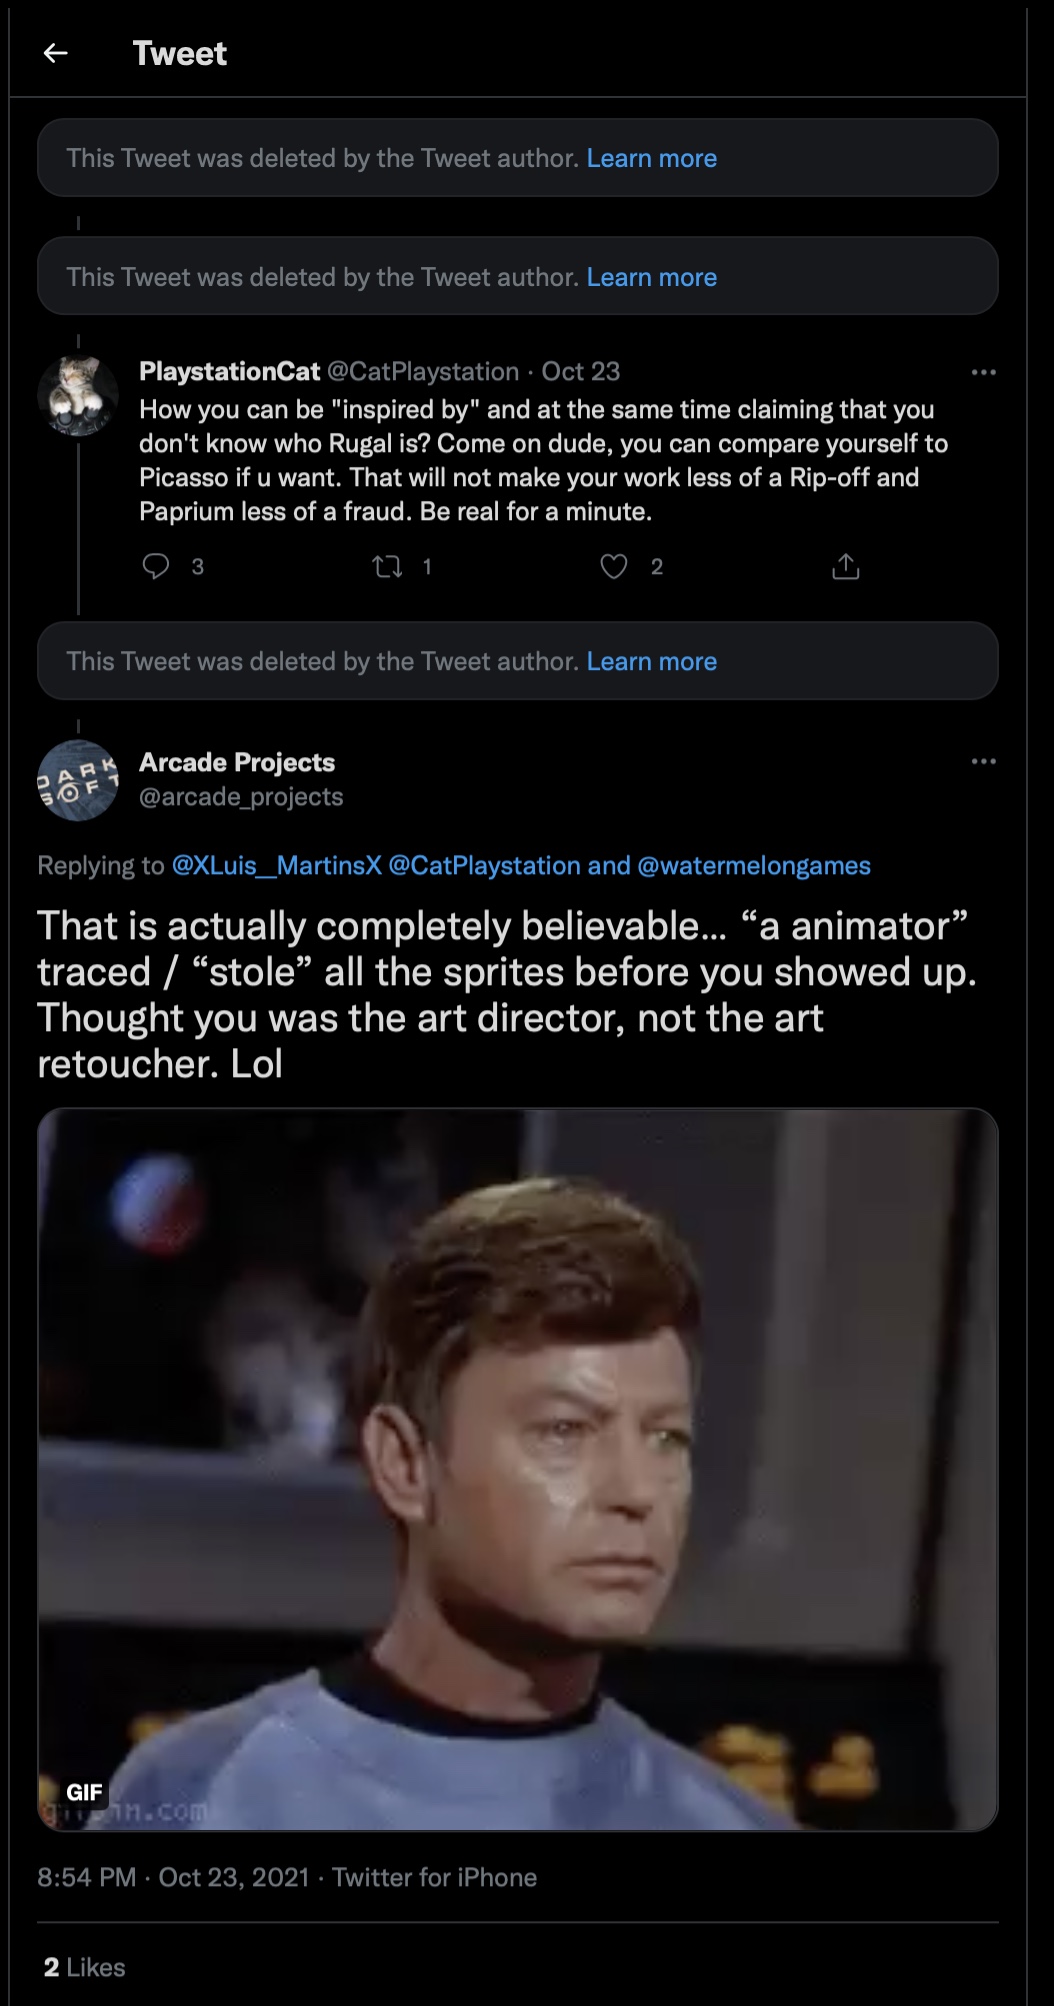 Tweet
This Tweet was deleted by the Tweet author. Learn more
This Tweet was deleted by the Tweet author. Learn more
PlaystationCat @CatPlaystation · Oct 23
How you can be "inspired by" and at the same time claiming that you
don't know who Rugal is? Come on dude, you can compare yourself to
Picasso if u want. That will not make your work less of a Rip-off and
Paprium less of a fraud. Be real for a minute.
3 1 2
This Tweet was deleted by the Tweet author. Learn more
DARK
SOFT
Arcade Projects
@arcade_projects
Replying to @XLuis__MartinsX @CatPlaystation and @watermelongames
That is actually completely believable... “a animator”
traced / “stole” all the sprites before you showed up.
Thought you was the art director, not the art
retoucher. Lol
GIF
8:54 PM · Oct 23, 2021 · Twitter for iPhone
2 Likes